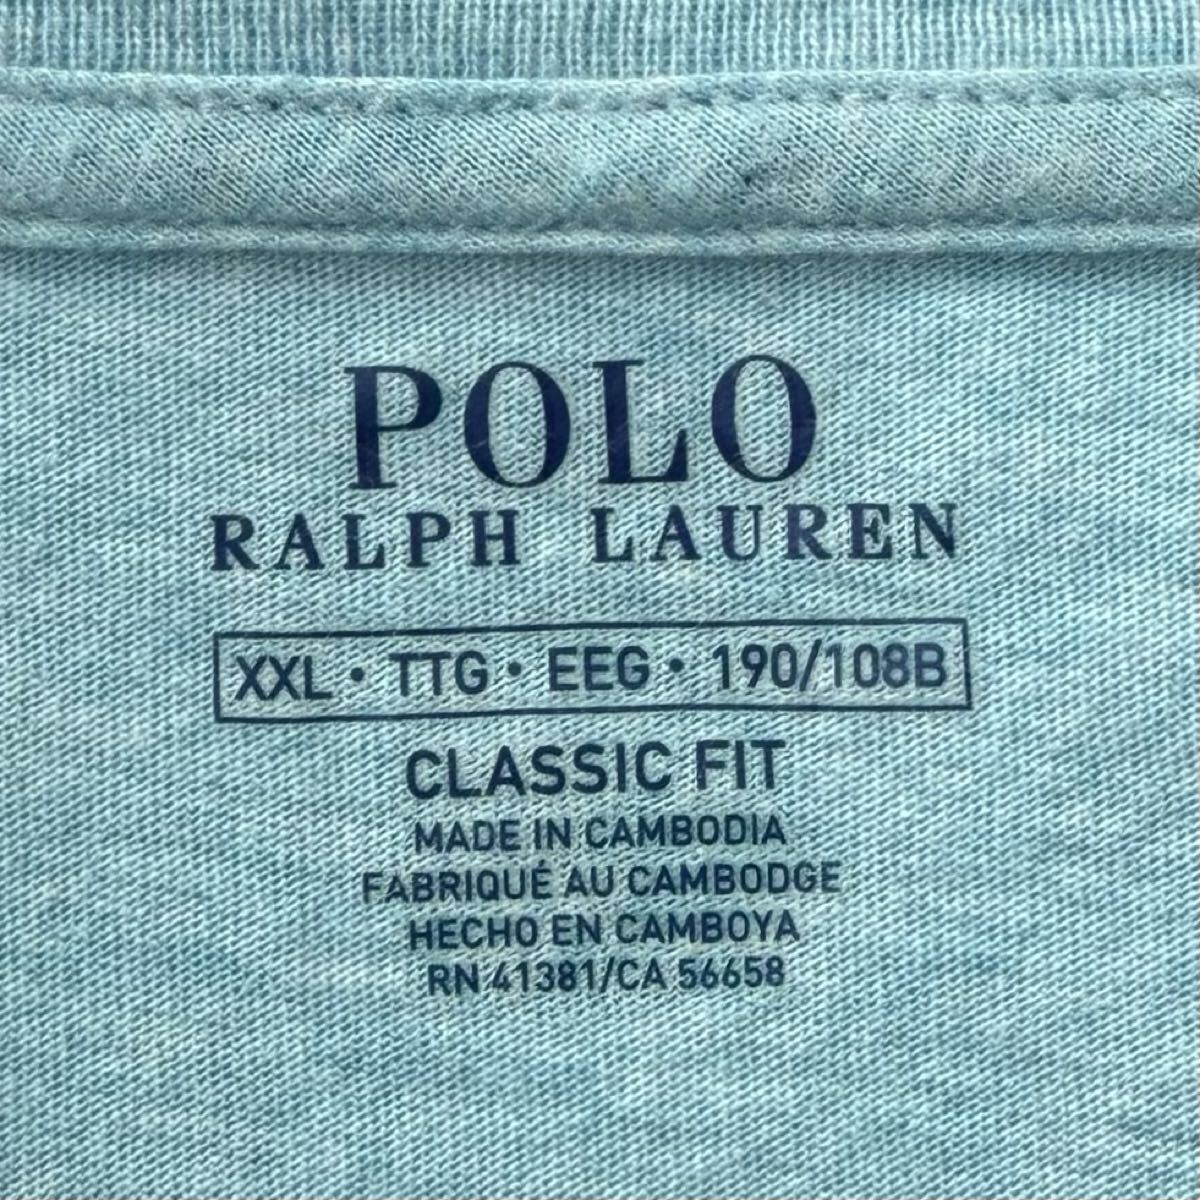 POLO
RALPH LAUREN
XXL • TTG • EEG • 190/108B
CLASSIC FIT
MADE IN CAMBODIA
FABRIQUÉ AU CAMBODGE
HECHO EN CAMBOYA
RN 41381/CA 56658